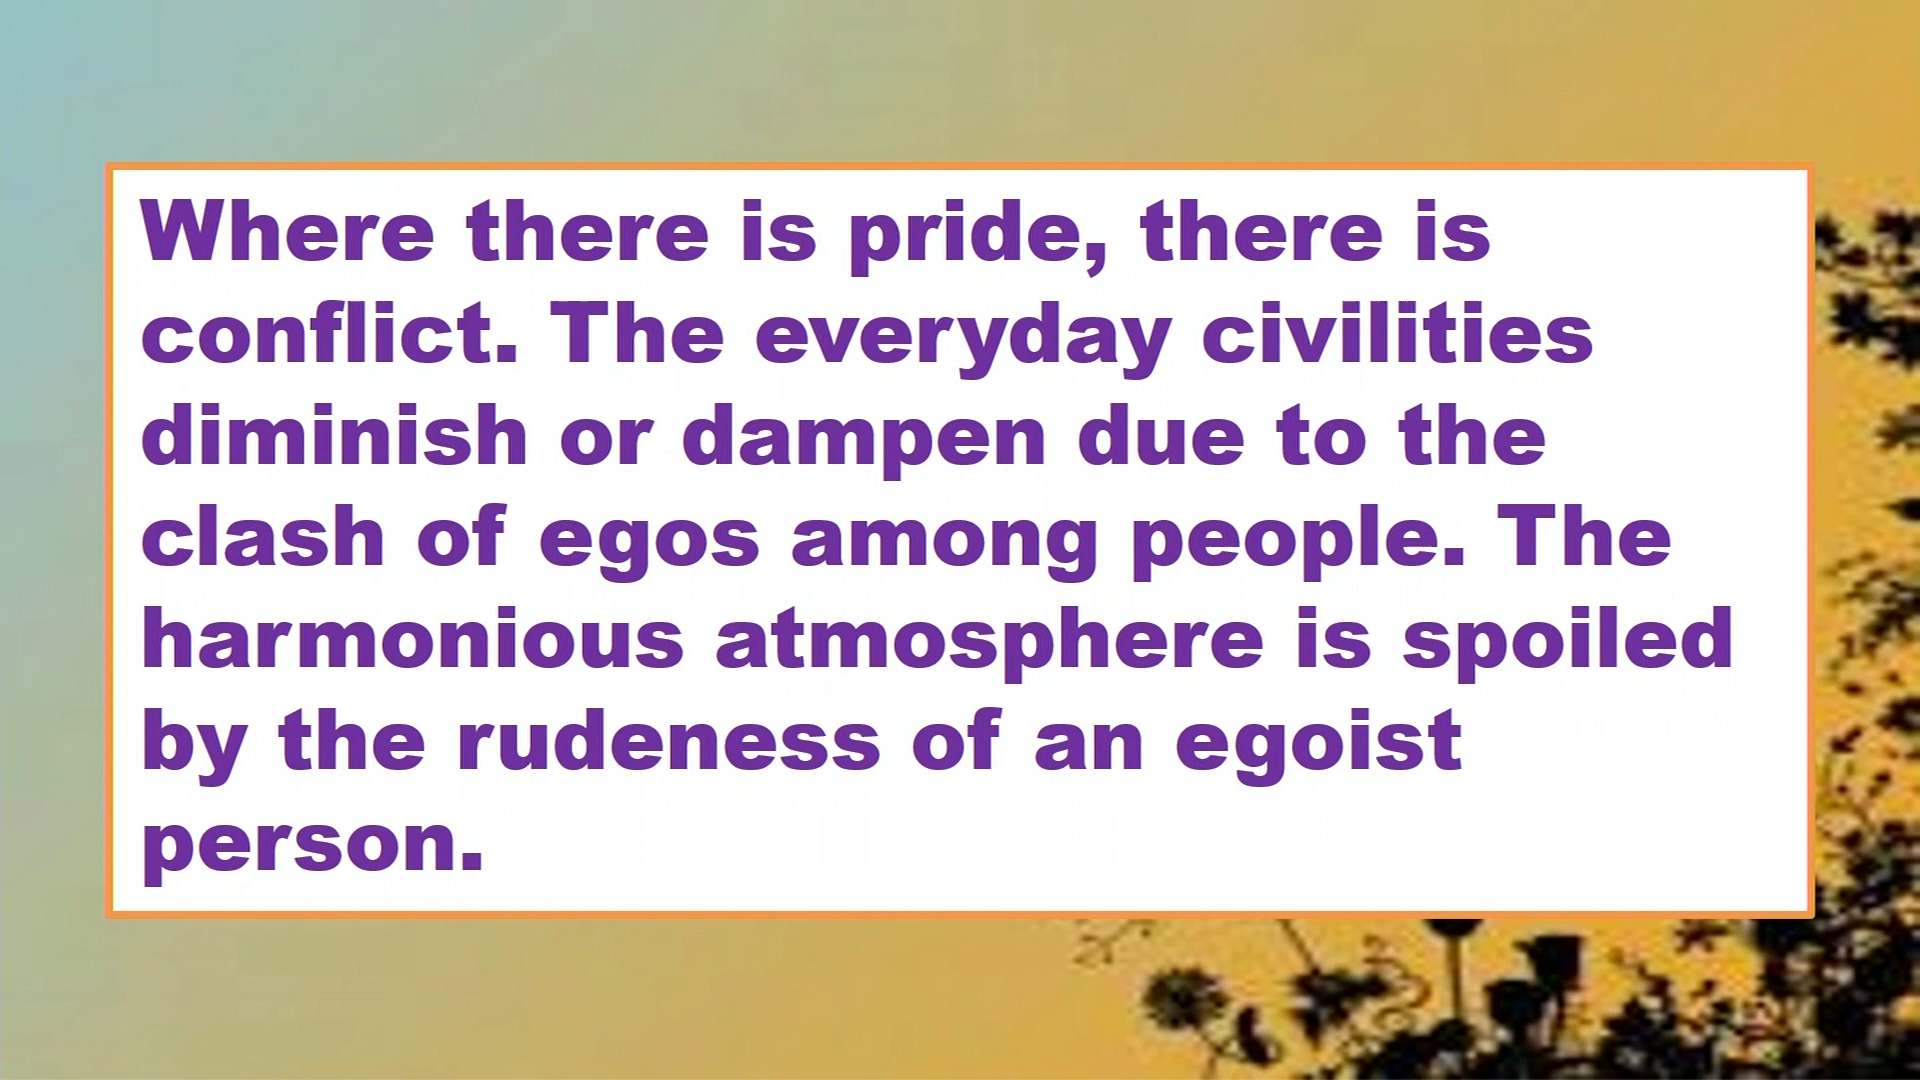 Where there is pride, there is
conflict. The everyday civilities
diminish or dampen due to the
clash of egos among people. The
harmonious atmosphere is spoiled
by the rudeness of an egoist
person.